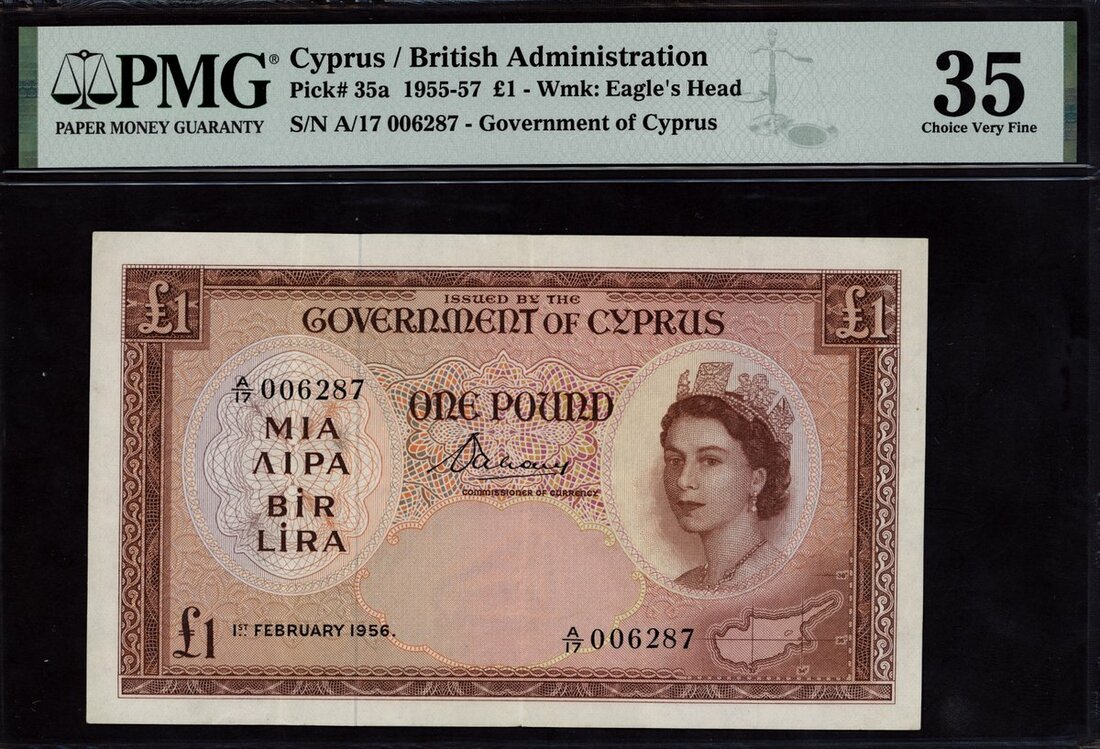 PMG®
PAPER MONEY GUARANTY
Cyprus / British Administration
Pick# 35a 1955-57 £1 - Wmk: Eagle's Head
S/N A/17 006287 - Government of Cyprus
35
Choice Very Fine
£1
£1
ISSUED BY THE
GOVERNMENT OF CYPRUS
A/17 006287
ONE POUND
ΜΙΑ
ΛΙΡΑ
BİR
LİRA
COMMISSIONER OF CURRENCY
£1
1ST FEBRUARY 1956.
A/17 006287